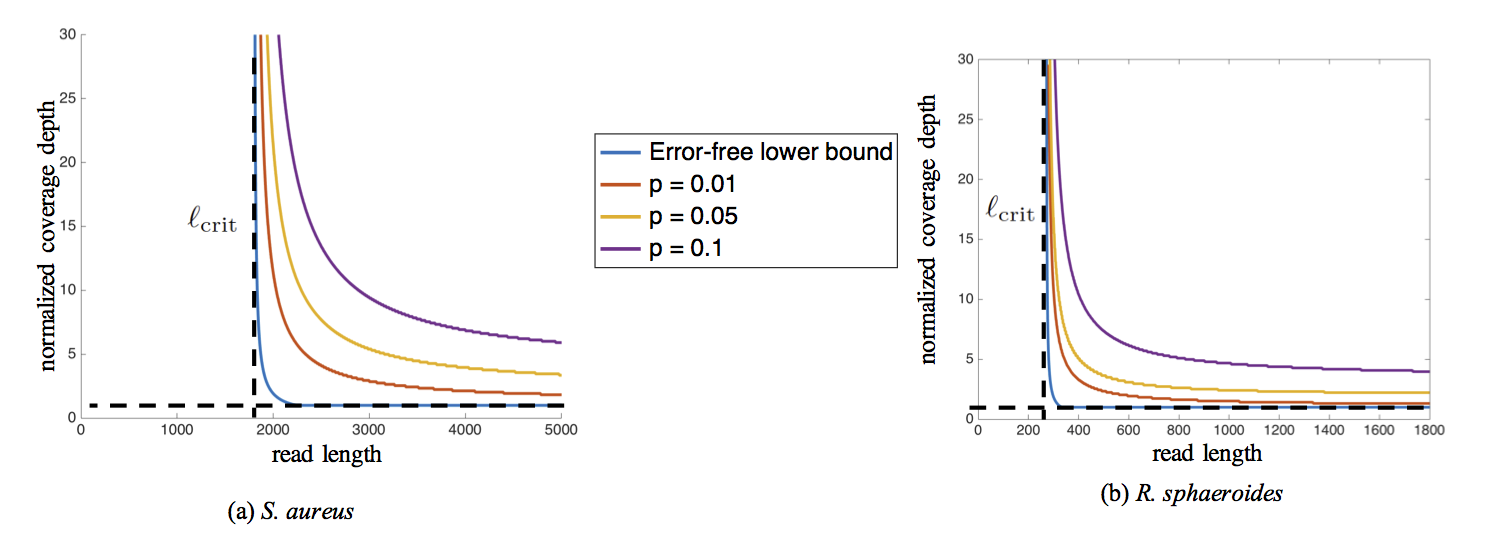 30
25
20
15
10
5
0
0 1000 2000 3000 4000 5000
normalized coverage depth
read length
ℓcrit
(a) S. aureus
Error-free lower bound
p = 0.01
p = 0.05
p = 0.1
30
25
20
15
10
5
0
0 200 400 600 800 1000 1200 1400 1600 1800
normalized coverage depth
read length
ℓcrit
(b) R. sphaeroides